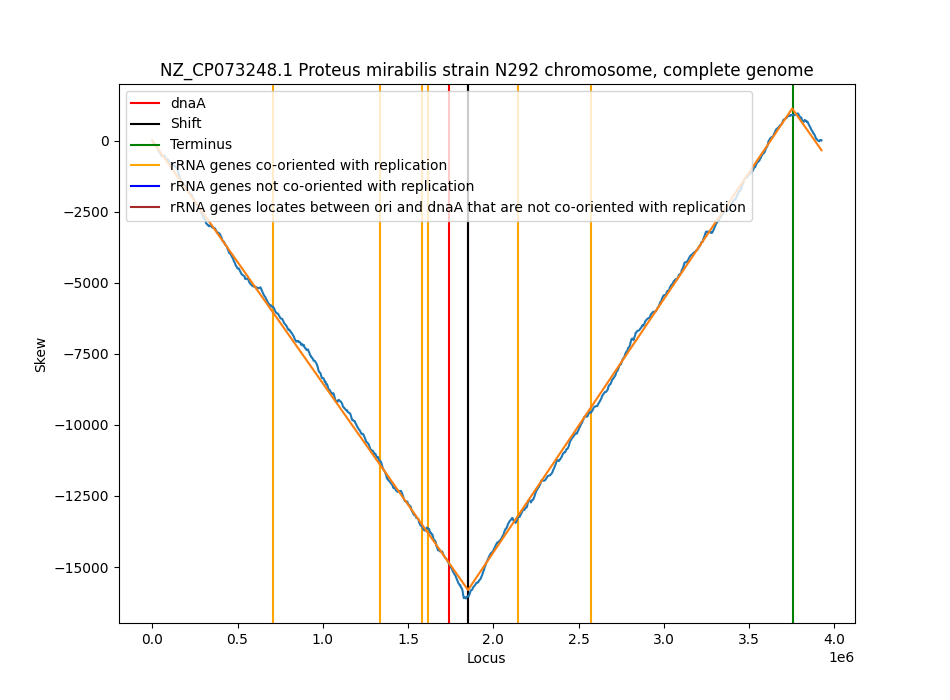 NZ_CP073248.1 Proteus mirabilis strain N292 chromosome, complete genome
dnaA
Shift
Terminus
rRNA genes co-oriented with replication
rRNA genes not co-oriented with replication
rRNA genes locates between ori and dnaA that are not co-oriented with replication
0
−2500
−5000
−7500
−10000
−12500
−15000
Skew
0.0 0.5 1.0 1.5 2.0 2.5 3.0 3.5 4.0
1e6
Locus